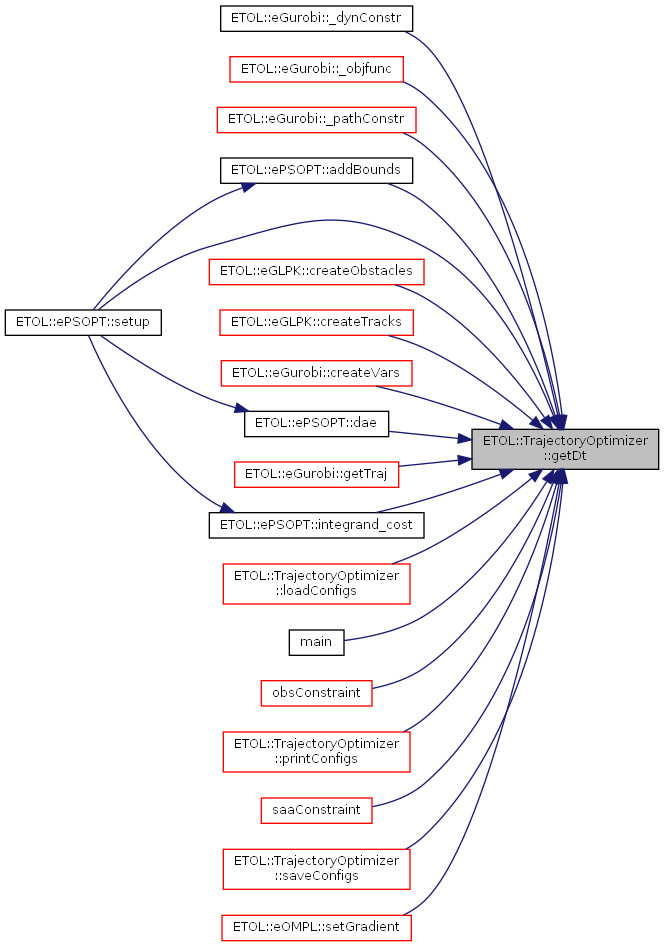 ETOL::eGurobi::_dynConstr
ETOL::eGurobi::_objfunc
ETOL::eGurobi::_pathConstr
ETOL::ePSOPT::addBounds
ETOL::eGLPK::createObstacles
ETOL::ePSOPT::setup
ETOL::eGLPK::createTracks
ETOL::eGurobi::createVars
ETOL::ePSOPT::dae
ETOL::TrajectoryOptimizer
::getDt
ETOL::eGurobi::getTraj
ETOL::ePSOPT::integrand_cost
ETOL::TrajectoryOptimizer
::loadConfigs
main
obsConstraint
ETOL::TrajectoryOptimizer
::printConfigs
saaConstraint
ETOL::TrajectoryOptimizer
::saveConfigs
ETOL::eOMPL::setGradient